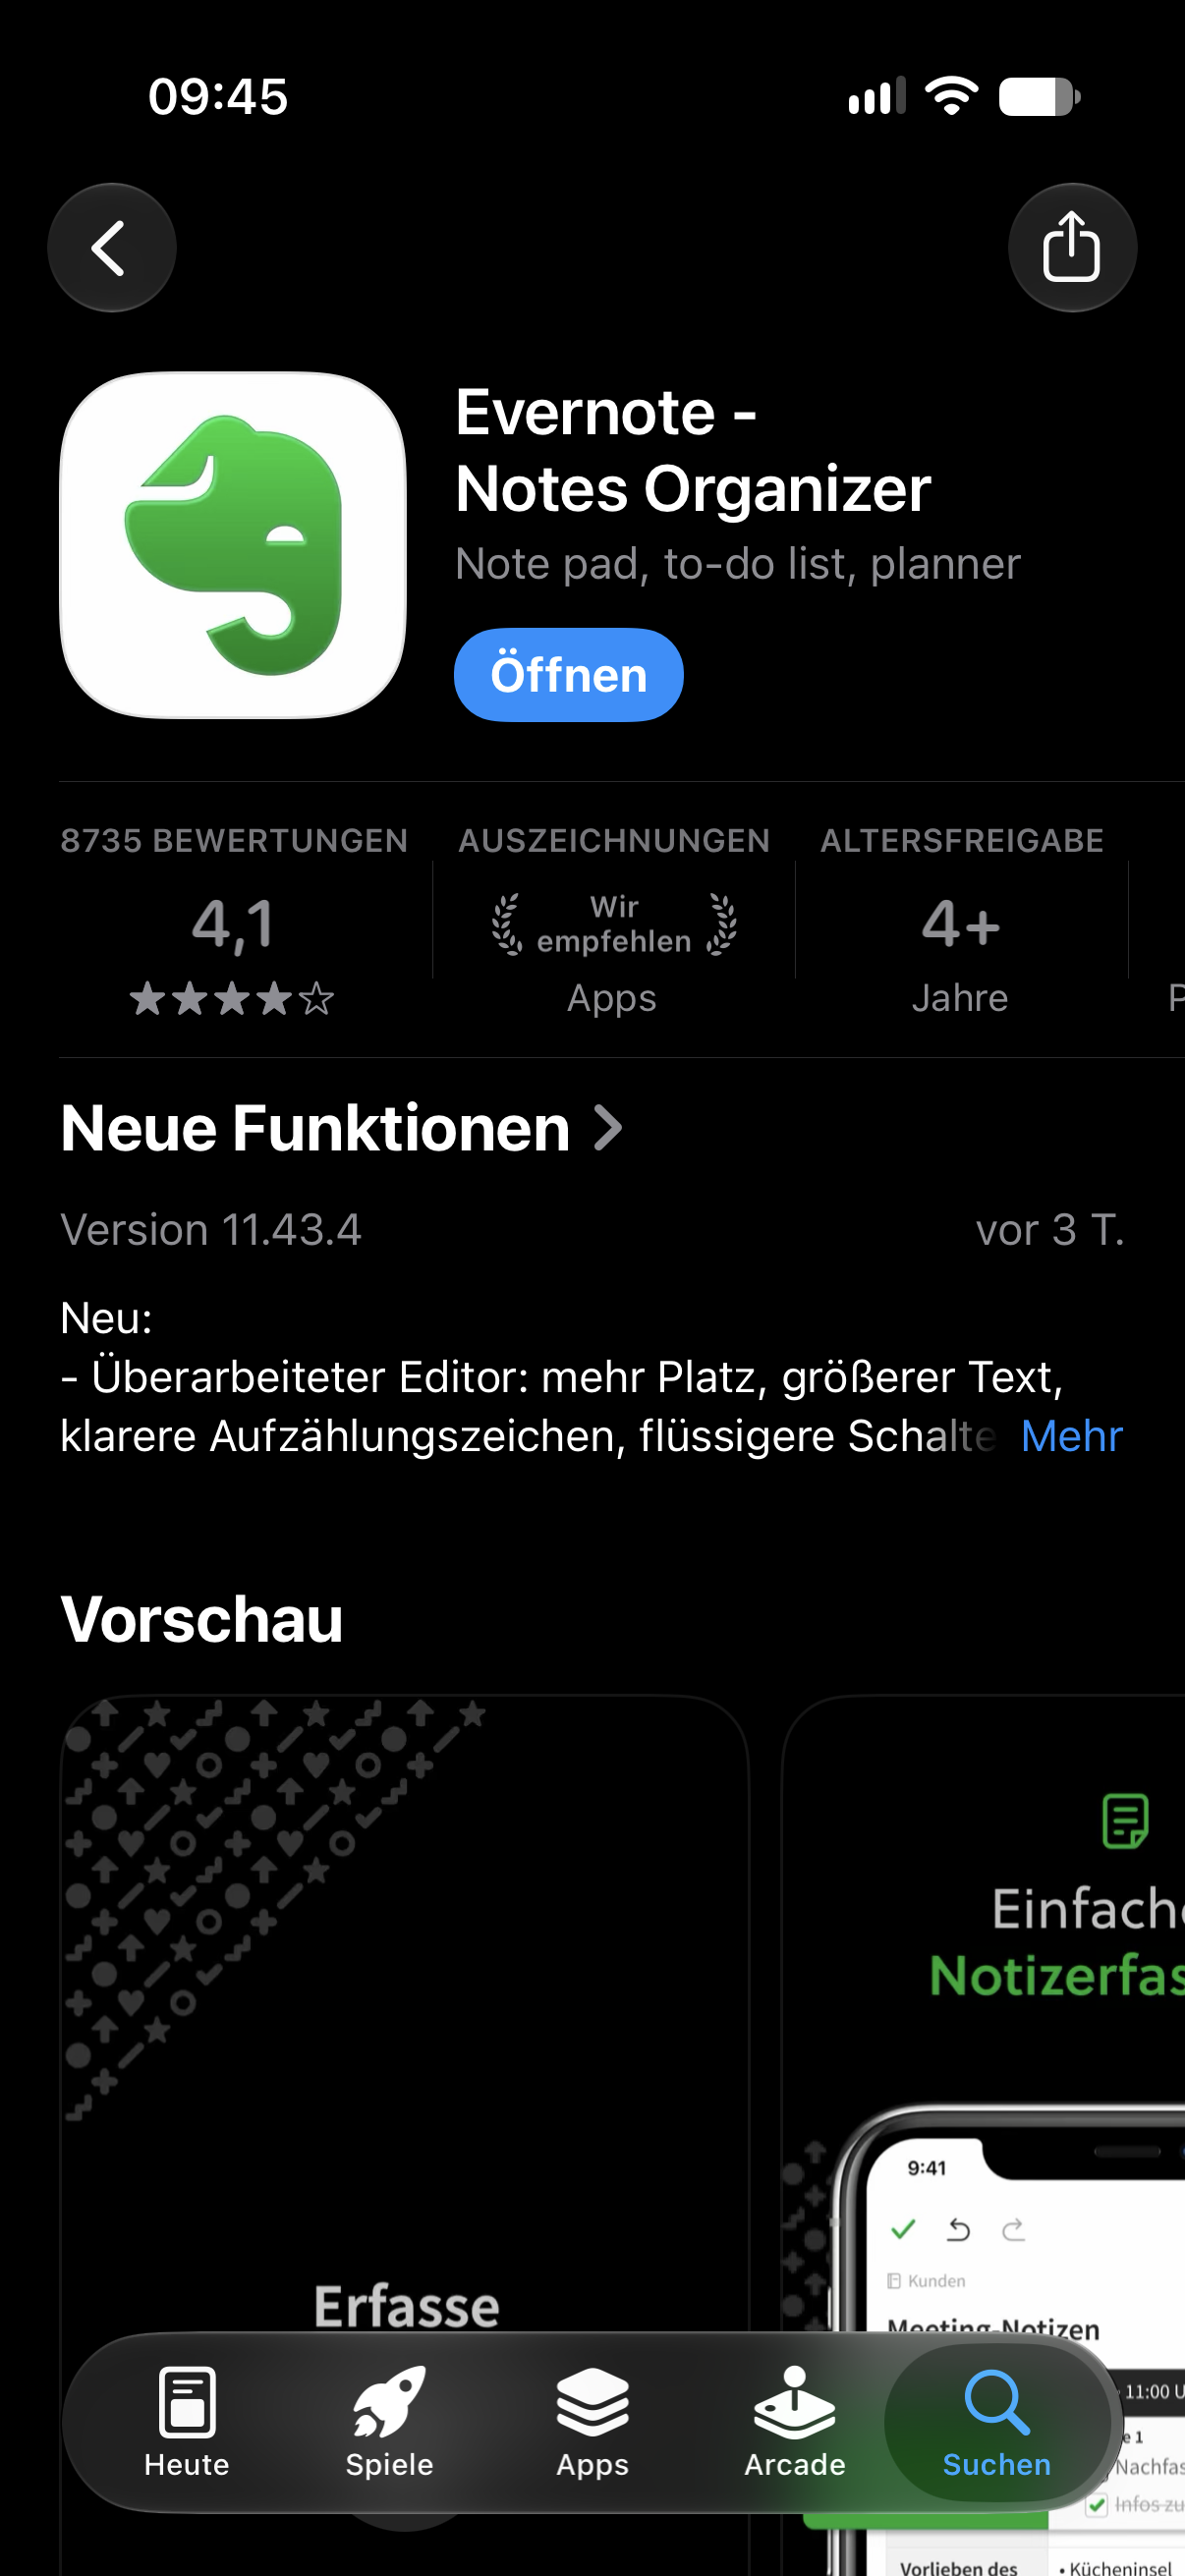 09:45
Evernote -
Notes Organizer
Note pad, to-do list, planner
Öffnen
8735 BEWERTUNGEN
4,1
AUSZEICHNUNGEN
Wir
empfehlen
Apps
ALTERSFREIGABE
4+
Jahre
P
Neue Funktionen
Version 11.43.4
vor 3 T.
Neu:
- Überarbeiteter Editor: mehr Platz, größerer Text,
klarere Aufzählungszeichen, flüssigere Schalte Mehr
Vorschau
Erfasse
Einfach
Notizerfas
9:41
Kunden
Meeting-Notizen
11:00 U
e 1
Nachfas
Infos zu
Vorlieben des
• Kücheninsel
Heute
Spiele
Apps
Arcade
Suchen